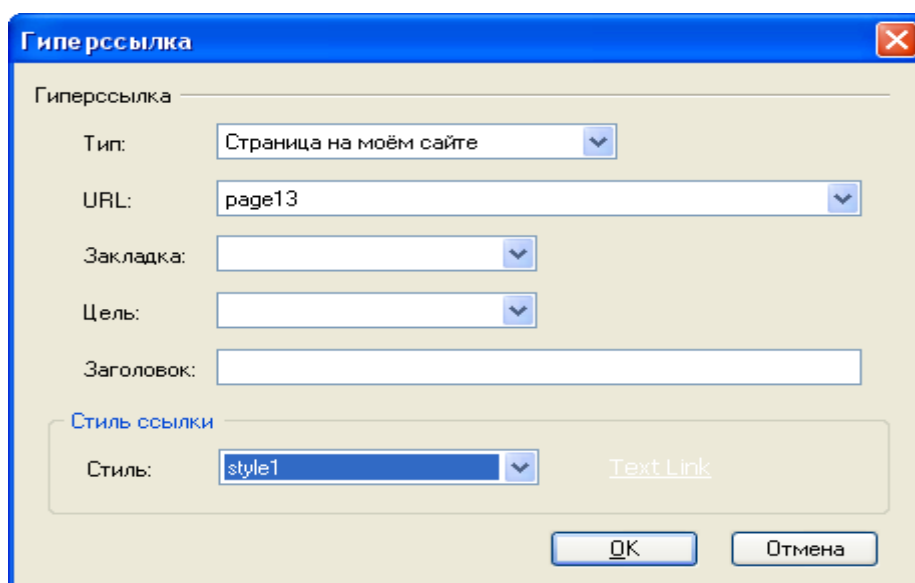 Гиперссылка
Гиперссылка
Тип: Страница на моём сайте
URL: page13
Закладка:
Цель:
Заголовок:
Стиль ссылки
Стиль: style1 Text Link
OK Отмена